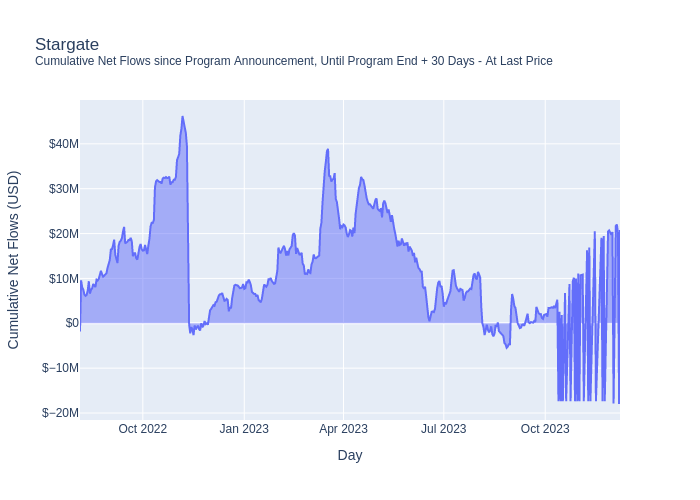 Stargate
Cumulative Net Flows since Program Announcement, Until Program End + 30 Days - At Last Price
Cumulative Net Flows (USD)
$40M
$30M
$20M
$10M
$0
$−10M
$−20M
Oct 2022
Jan 2023
Apr 2023
Jul 2023
Oct 2023
Day